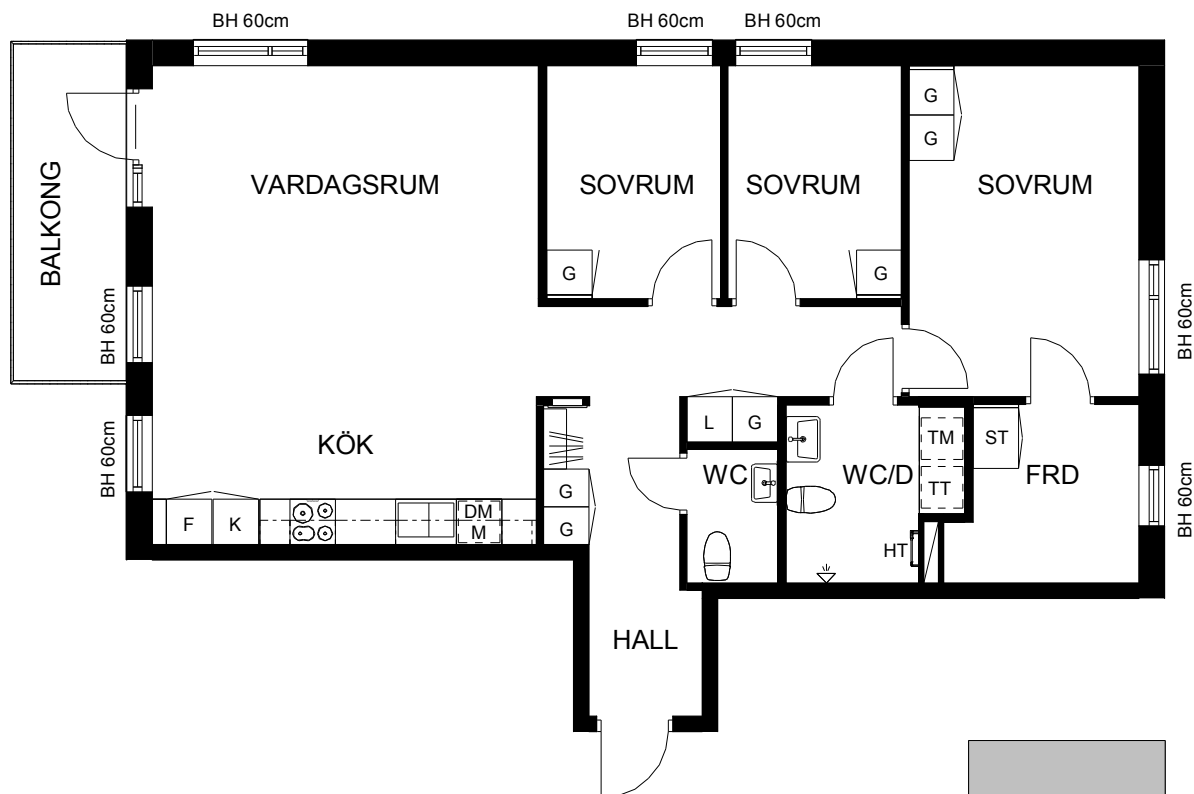 BH 60cm
BH 60cm
BH 60cm
BALKONG
VARDAGSRUM
SOVRUM
SOVRUM
SOVRUM
G
G
G
G
BH 60cm
BH 60cm
BH 60cm
KÖK
L
G
WC
WC/D
TM
TT
ST
FRD
BH 60cm
F
K
DM
M
G
G
HT
HALL